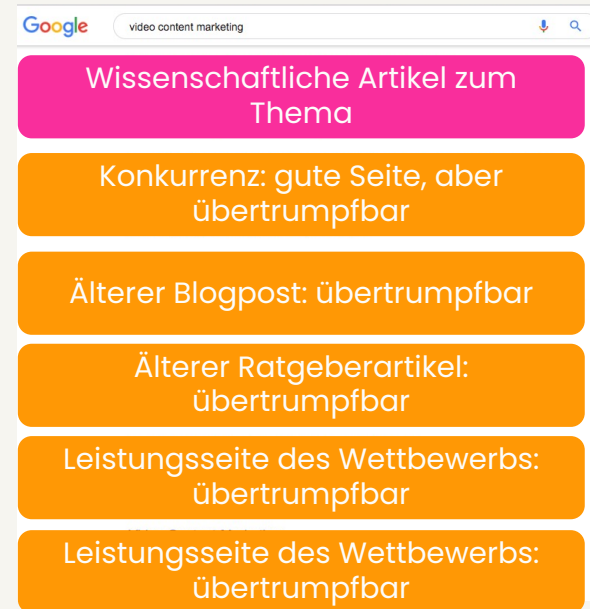 Google
video content marketing
Wissenschaftliche Artikel zum
Thema
Konkurrenz: gute Seite, aber
übertrumpfbar
Älterer Blogpost: übertrumpfbar
Älterer Ratgeberartikel:
übertrumpfbar
Leistungsseite des Wettbewerbs:
übertrumpfbar
Leistungsseite des Wettbewerbs:
übertrumpfbar